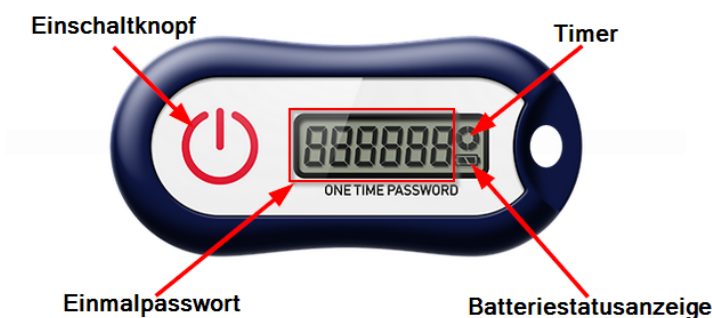 Einschaltknopf
Timer
888888
ONE TIME PASSWORD
Einmalpasswort
Batteriestatusanzeige